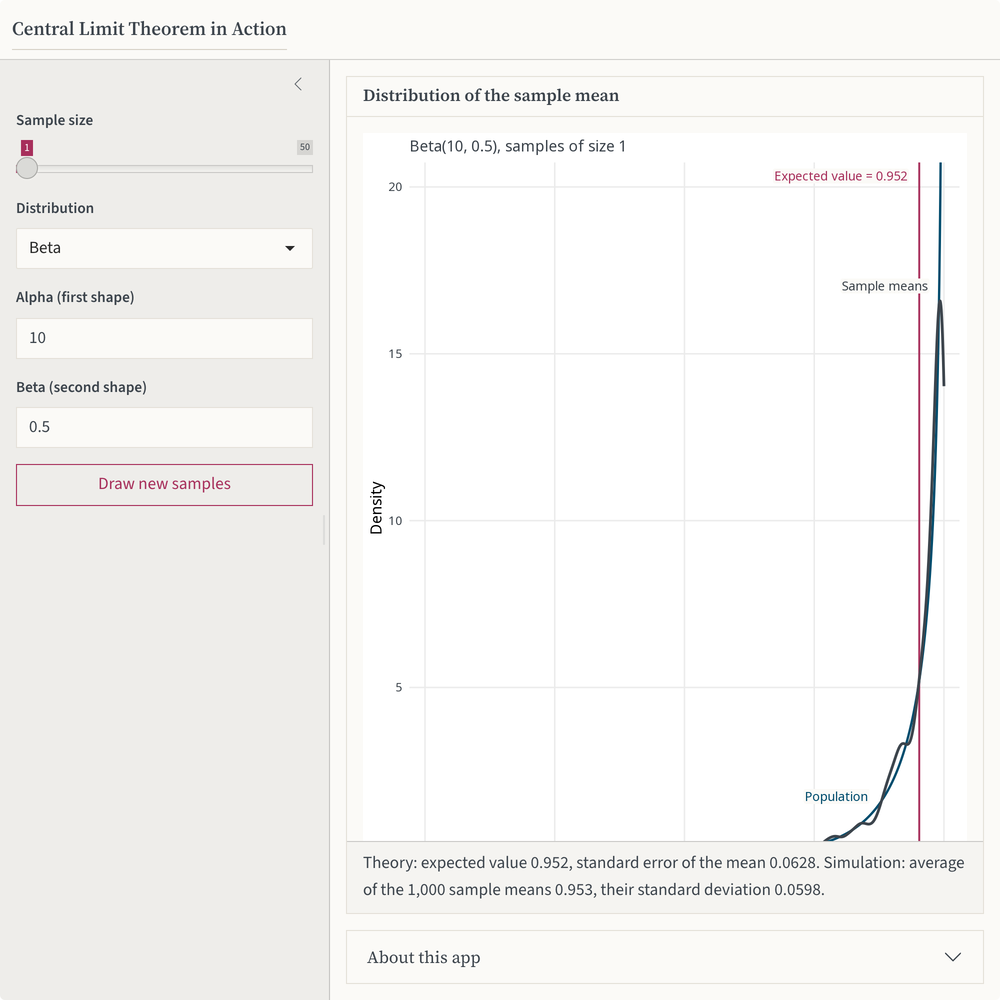 Central Limit Theorem in Action
Sample size
1
50
Distribution
Beta
Alpha (first shape)
10
Beta (second shape)
0.5
Draw new samples
Distribution of the sample mean
Beta(10, 0.5), samples of size 1
Expected value = 0.952
20
Sample means
15
Density
10
5
Population
Theory: expected value 0.952, standard error of the mean 0.0628. Simulation: average
of the 1,000 sample means 0.953, their standard deviation 0.0598.
About this app